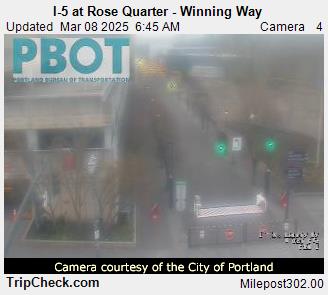 I-5 at Rose Quarter - Winning Way
Updated Mar 08 2025 6:45 AM Camera 4
PBOT
PORTLAND BUREAU OF TRANSPORTATION
Camera courtesy of the City of Portland
TripCheck.com Milepost302.00